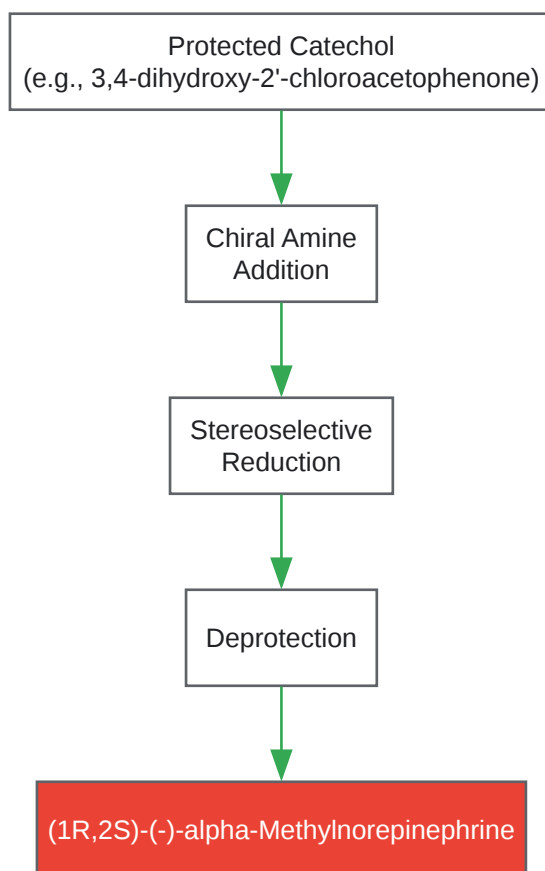 Protected Catechol
(e.g., 3,4-dihydroxy-2'-chloroacetophenone)
Chiral Amine
Addition
Stereoselective
Reduction
Deprotection
(1R,2S)-(-)-alpha-Methylnorepinephrine